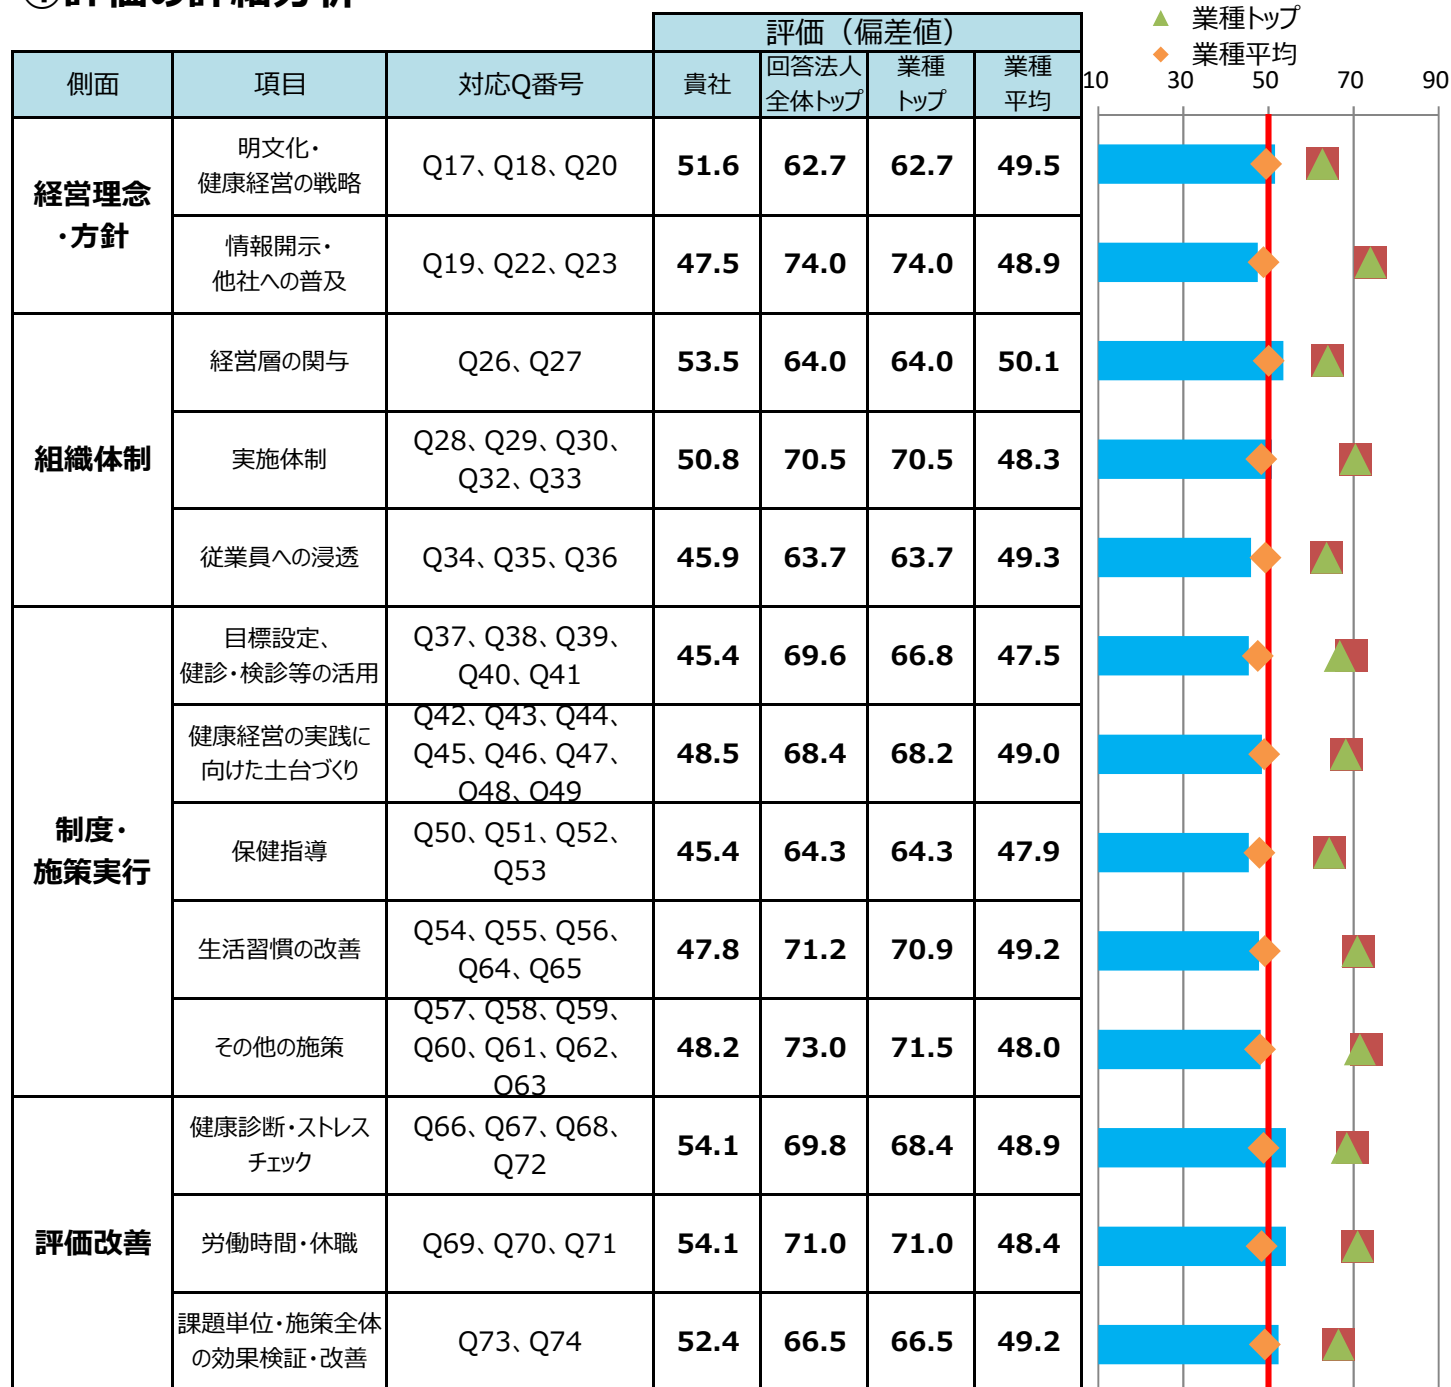 ①評価の詳細分析
▲ 業種トップ
◆ 業種平均
評価（偏差値）
側面 項目 対応Q番号 貴社 回答法人全体トップ 業種トップ 業種平均
10 30 50 70 90
経営理念
・方針
明文化・
健康経営の戦略
Q17、Q18、Q20 51.6 62.7 62.7 49.5
情報開示・
他社への普及
Q19、Q22、Q23 47.5 74.0 74.0 48.9
組織体制
経営層の関与 Q26、Q27 53.5 64.0 64.0 50.1
実施体制
Q28、Q29、Q30、
Q32、Q33
50.8 70.5 70.5 48.3
従業員への浸透 Q34、Q35、Q36 45.9 63.7 63.7 49.3
制度・
施策実行
目標設定、
健診・検診等の活用
Q37、Q38、Q39、
Q40、Q41
45.4 69.6 66.8 47.5
健康経営の実践に
向けた土台づくり
Q42、Q43、Q44、
Q45、Q46、Q47、
Q48、Q49
48.5 68.4 68.2 49.0
保健指導
Q50、Q51、Q52、
Q53
45.4 64.3 64.3 47.9
生活習慣の改善
Q54、Q55、Q56、
Q64、Q65
47.8 71.2 70.9 49.2
その他の施策
Q57、Q58、Q59、
Q60、Q61、Q62、
Q63
48.2 73.0 71.5 48.0
評価改善
健康診断・ストレス
チェック
Q66、Q67、Q68、
Q72
54.1 69.8 68.4 48.9
労働時間・休職 Q69、Q70、Q71 54.1 71.0 71.0 48.4
課題単位・施策全体
の効果検証・改善
Q73、Q74 52.4 66.5 66.5 49.2